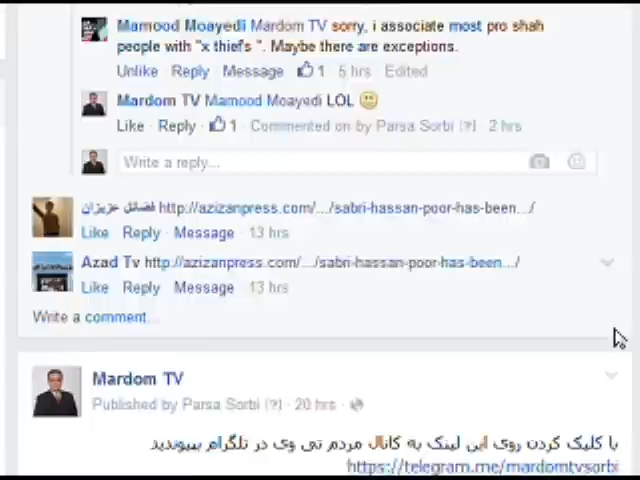 Mamood Moayedi Mardom TV sorry, i associate most pro shah
people with "x thiefs ". Maybe there are exceptions.
Unlike · Reply · Message · 1 · 5 hrs · Edited
Mardom TV Mamood Moayedi LOL
Like · Reply · 1 · Commented on by Parsa Sorbi [?] · 2 hrs
Write a reply...
فضائل عزیزان http://azizanpress.com/.../sabri-hassan-poor-has-been.../
Like · Reply · Message · 13 hrs
Azad Tv http://azizanpress.com/.../sabri-hassan-poor-has-been.../
Like · Reply · Message · 13 hrs
Write a comment...
Mardom TV
Published by Parsa Sorbi [?] · 20 hrs ·
با کلیک کردن روی این لینک به کانال مردم تی وی در تلگرام بپیوندید
https://telegram.me/mardomtvsorbi